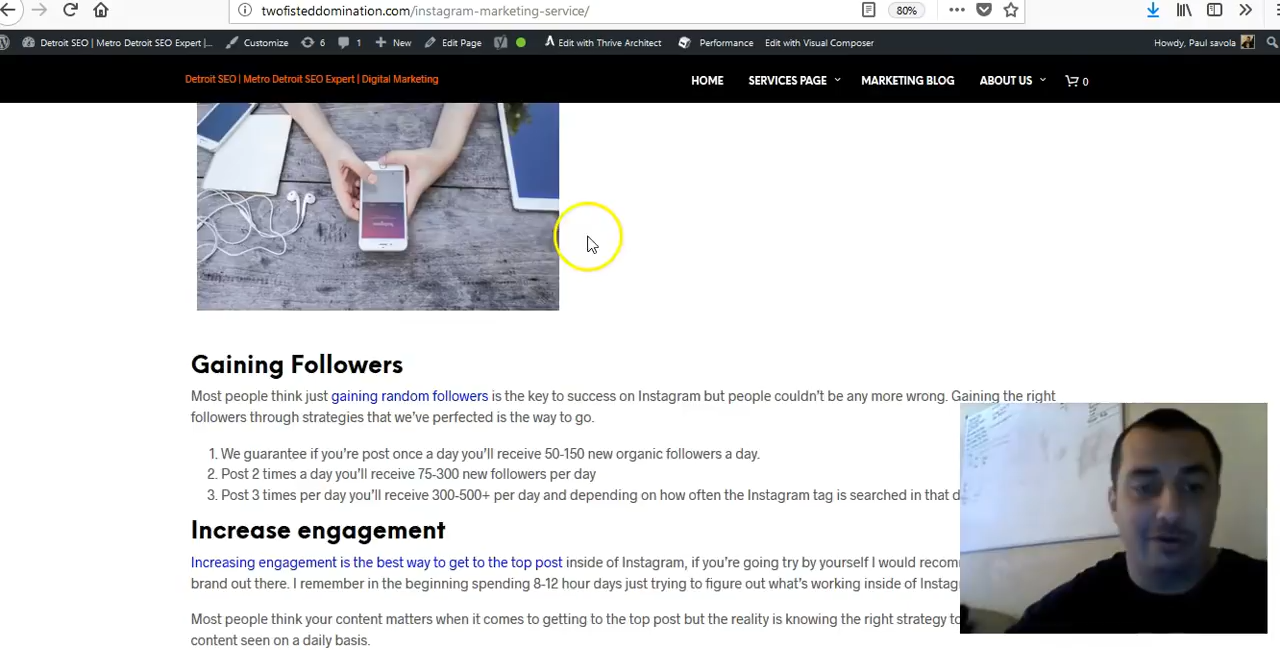 twofisteddomination.com/instagram-marketing-service/
80%
Detroit SEO | Metro Detroit SEO Expert |...
Customize
6
1
New
Edit Page
Edit with Thrive Architect
Performance
Edit with Visual Composer
Howdy, Paul savola
Detroit SEO | Metro Detroit SEO Expert | Digital Marketing
HOME
SERVICES PAGE
MARKETING BLOG
ABOUT US
0
Gaining Followers
Most people think just gaining random followers is the key to success on Instagram but people couldn't be any more wrong. Gaining the right
followers through strategies that we've perfected is the way to go.
1. We guarantee if you're post once a day you'll receive 50-150 new organic followers a day.
2. Post 2 times a day you'll receive 75-300 new followers per day
3. Post 3 times per day you'll receive 300-500+ per day and depending on how often the Instagram tag is searched in that d
Increase engagement
Increasing engagement is the best way to get to the top post inside of Instagram, if you're going try by yourself I would recom
brand out there. I remember in the beginning spending 8-12 hour days just trying to figure out what's working inside of Instag
Most people think your content matters when it comes to getting to the top post but the reality is knowing the right strategy to
content seen on a daily basis.